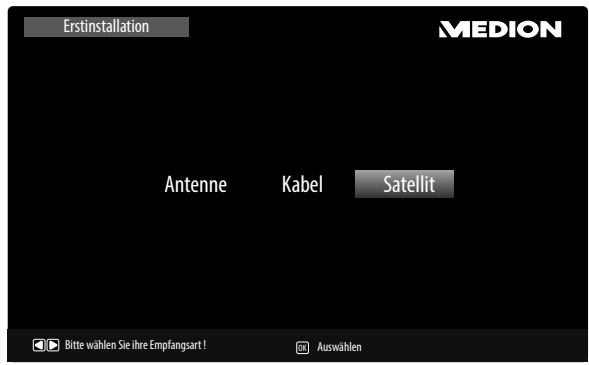 Erstinstallation
MEDION
Antenne Kabel Satellit
Bitte wählen Sie ihre Empfangsart !
OK Auswählen